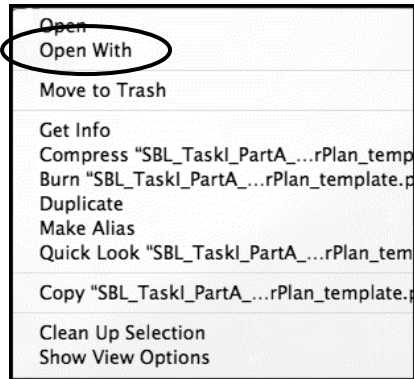 Open
Open With
Move to Trash
Get Info
Compress “SBL_TaskI_PartA_...rPlan_temp
Burn “SBL_TaskI_PartA_...rPlan_template.p
Duplicate
Make Alias
Quick Look “SBL_TaskI_PartA_...rPlan_tem
Copy “SBL_TaskI_PartA_...rPlan_template.p
Clean Up Selection
Show View Options